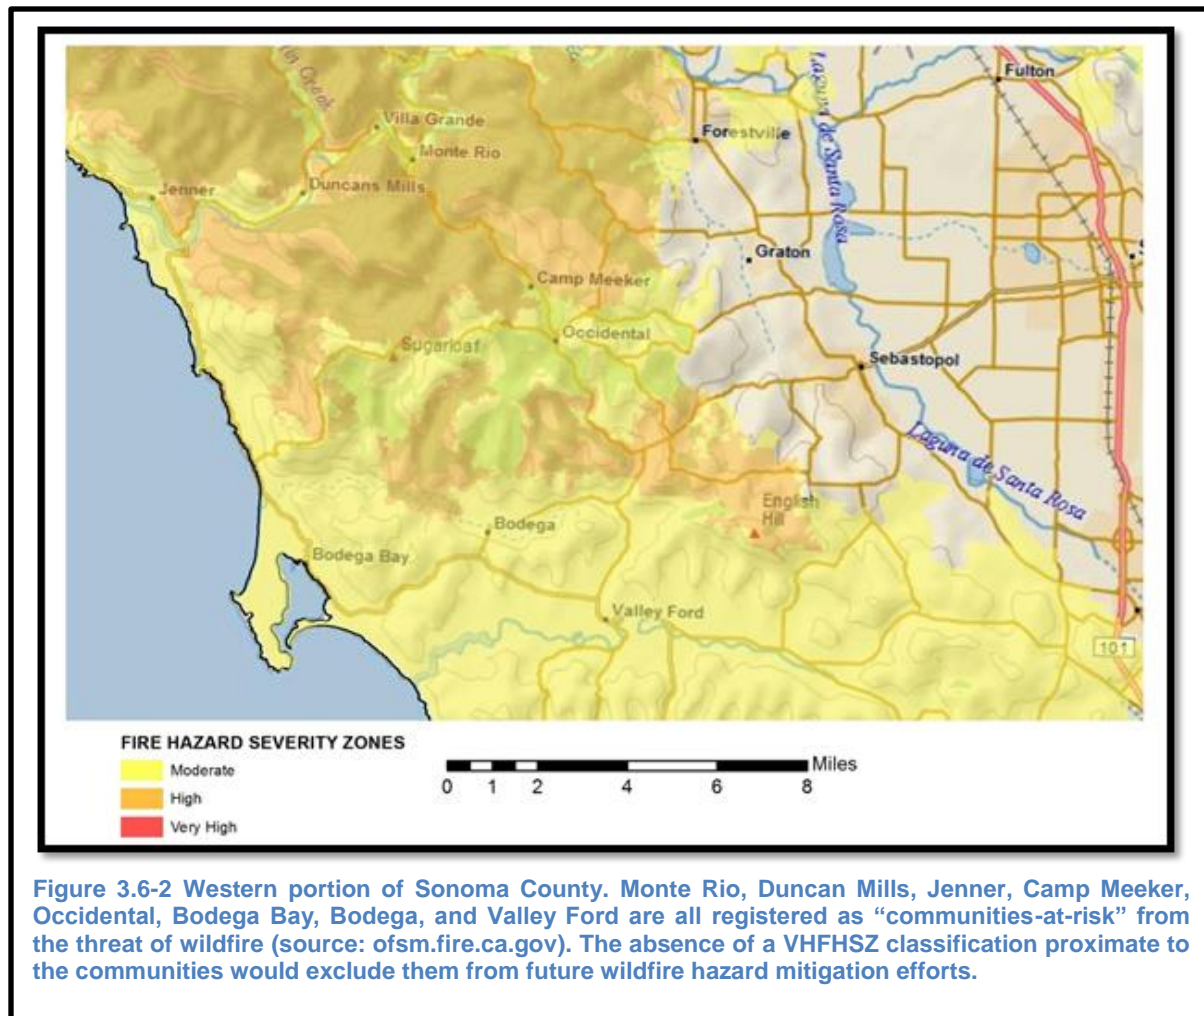 Fulton
Laguna de Santa Rosa
Villa Grande
Forestville
Monte Rio
Jenner
Duncans Mills
Graton
Camp Meeker
Occidental
Sugarloaf
Sebastopol
Laguna de Santa Rosa
English
Hill
Bodega
Bodega Bay
Valley Ford
101
FIRE HAZARD SEVERITY ZONES
Moderate
High
Very High
Miles
0 1 2 4 6 8
Figure 3.6-2 Western portion of Sonoma County. Monte Rio, Duncan Mills, Jenner, Camp Meeker,
Occidental, Bodega Bay, Bodega, and Valley Ford are all registered as “communities-at-risk” from
the threat of wildfire (source: ofsm.fire.ca.gov). The absence of a VHFHSZ classification proximate to
the communities would exclude them from future wildfire hazard mitigation efforts.